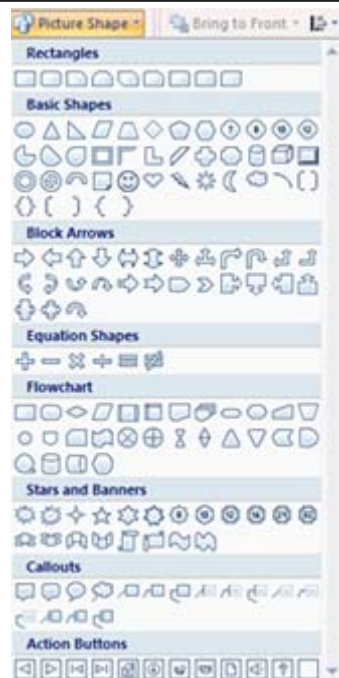 Picture Shape Bring to Front
Rectangles
Basic Shapes
Block Arrows
Equation Shapes
Flowchart
Stars and Banners
Callouts
Action Buttons